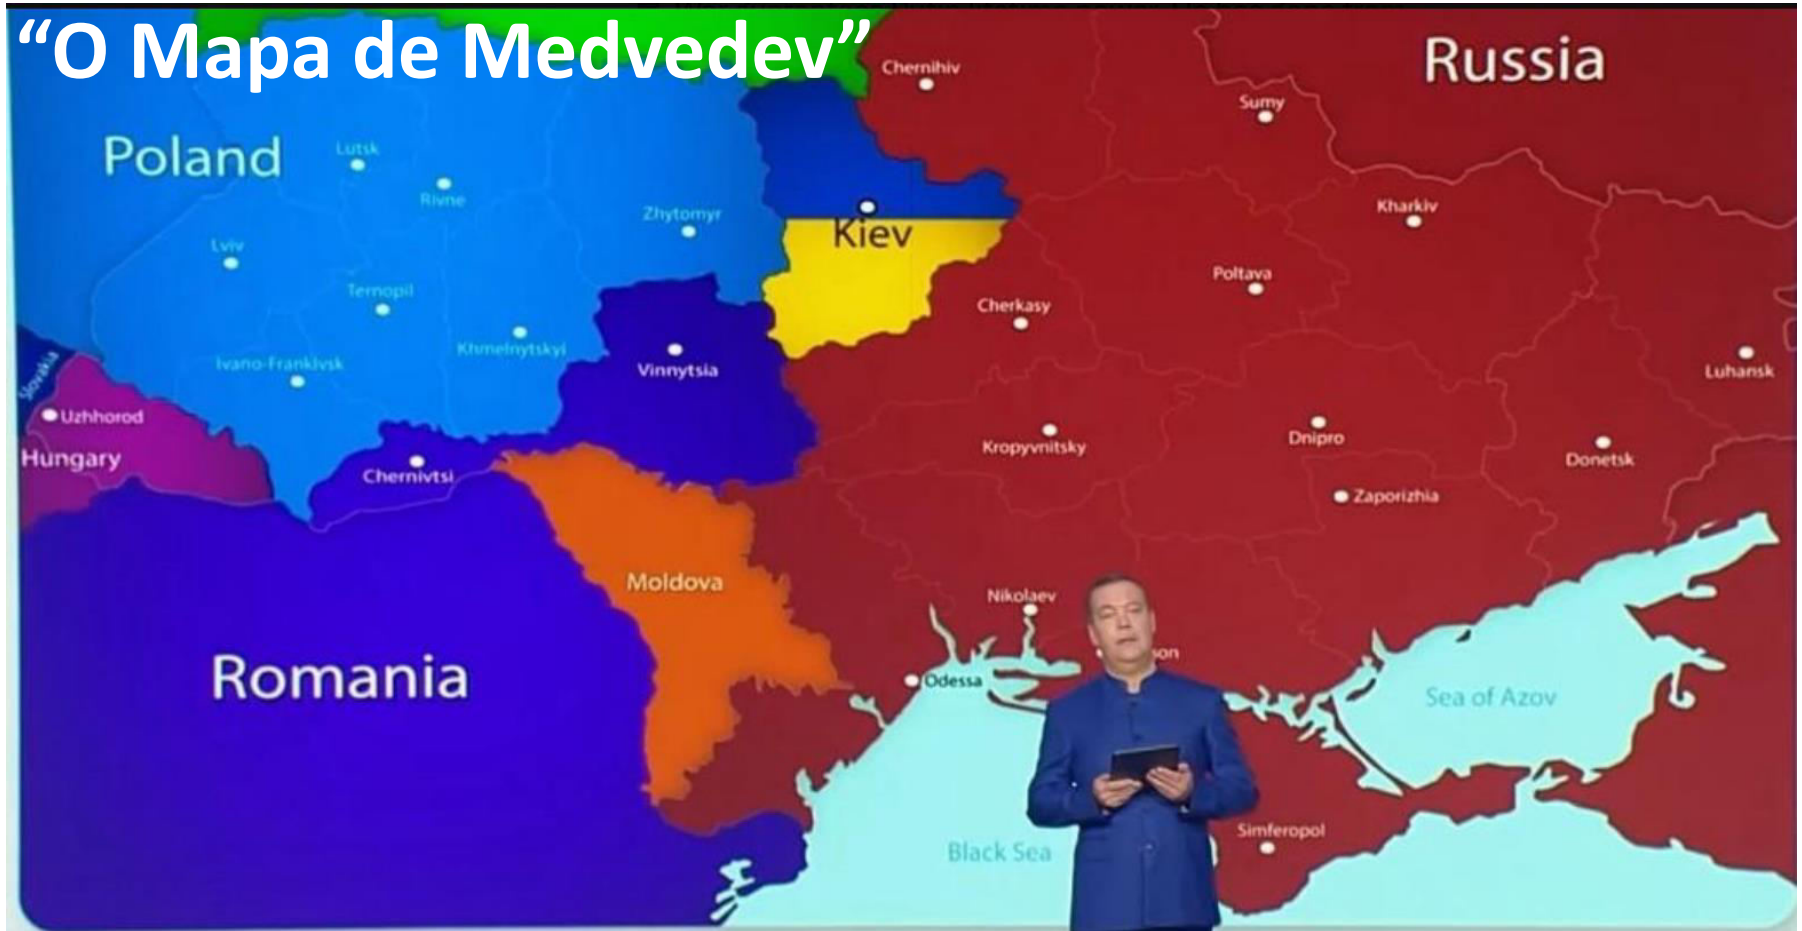 “O Mapa de Medvedev”
Russia
Chernihiv
Sumy
Poland
Lutsk
Rivne
Zhytomyr
Kiev
Kharkiv
Lviv
Ternopil
Poltava
Cherkasy
Ivano-Frankivsk
Khmelnytskyi
Vinnytsia
Luhansk
Slovakia
Uzhhorod
Hungary
Chernivtsi
Kropyvnitsky
Dnipro
Donetsk
Zaporizhia
Moldova
Nikolaev
son
Romania
Odessa
Sea of Azov
Simferopol
Black Sea